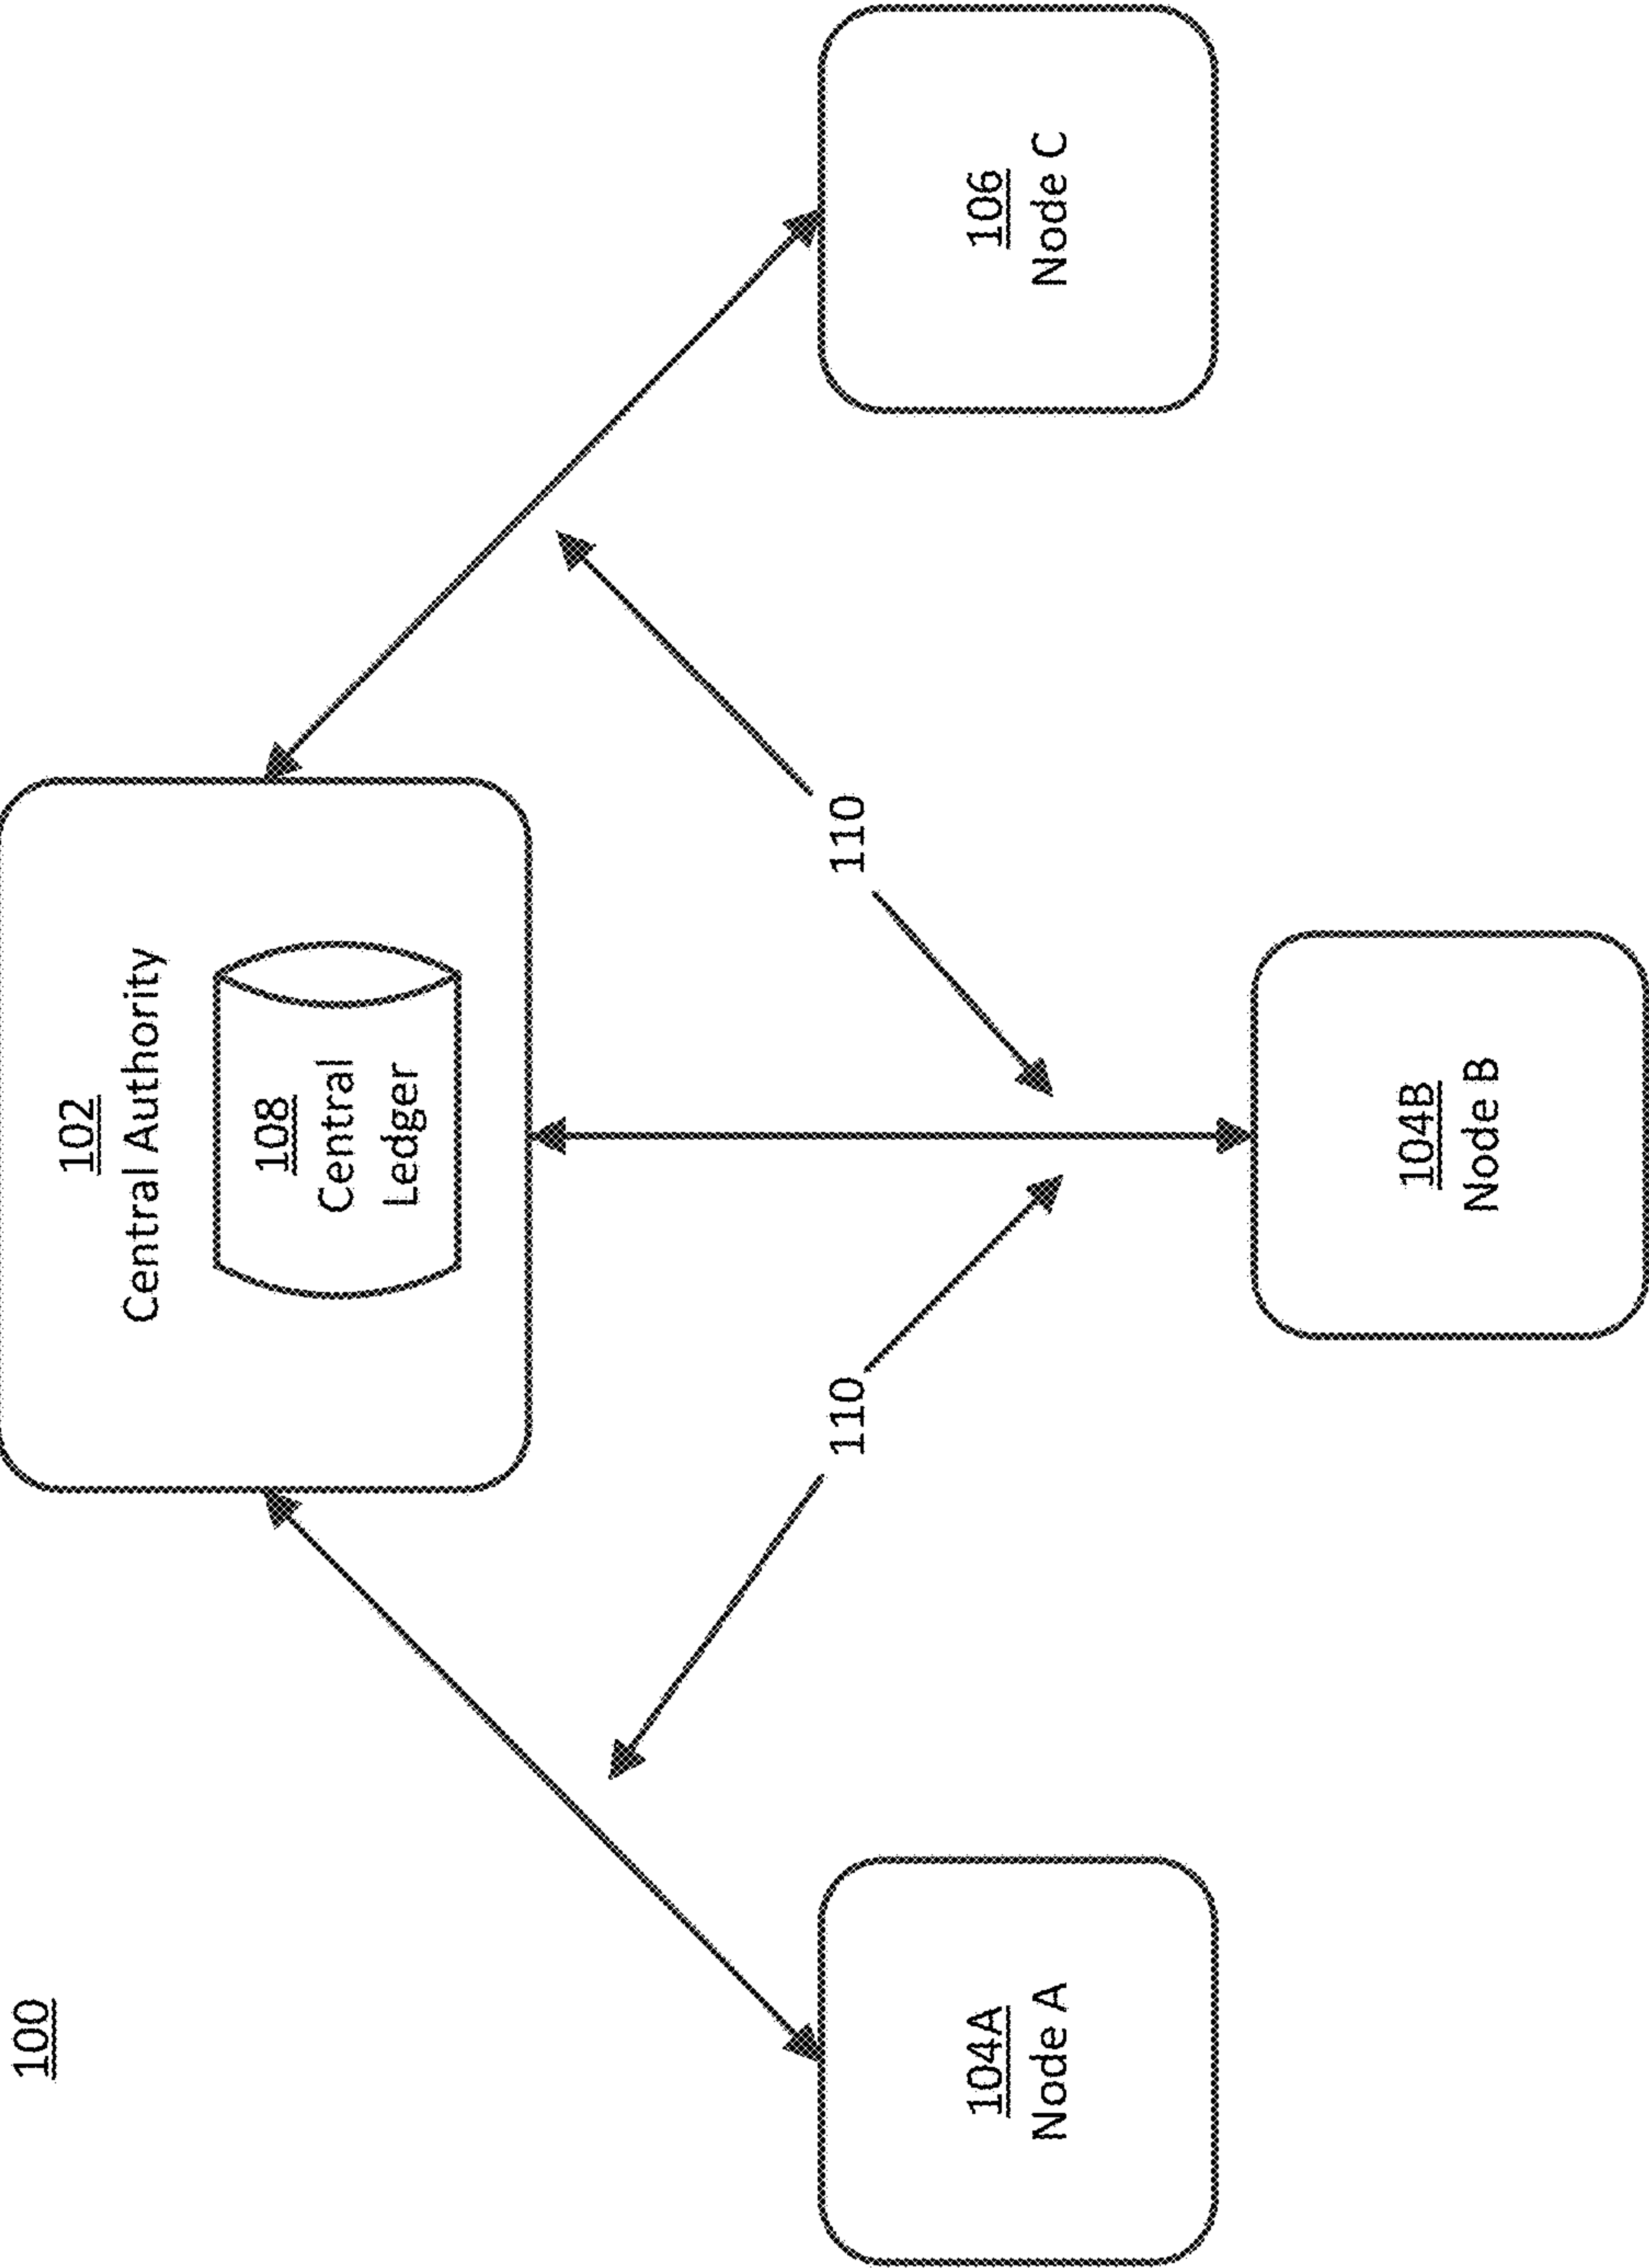 100
102
Central Authority
108
Central
Ledger
110
110
104A
Node A
106
Node C
104B
Node B